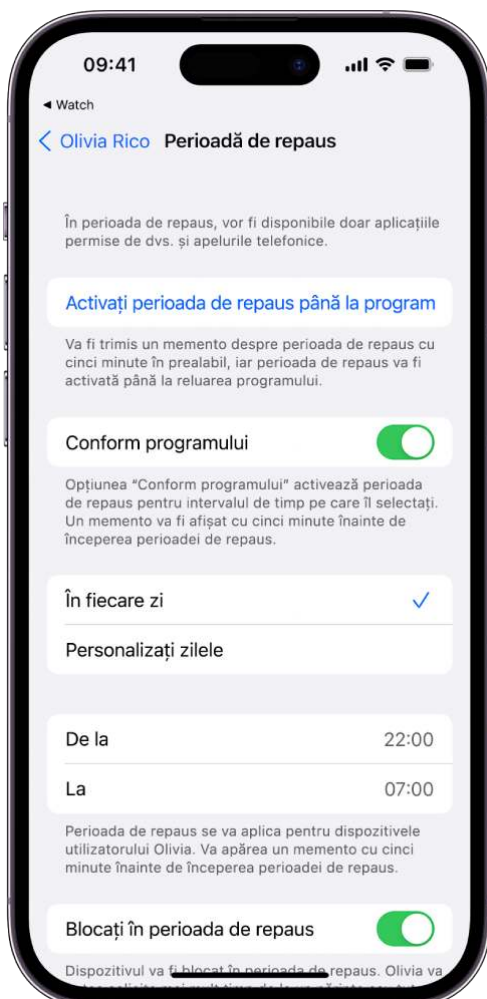 09:41
◀ Watch
Olivia Rico Perioadă de repaus
În perioada de repaus, vor fi disponibile doar aplicațiile
permise de dvs. și apelurile telefonice.
Activați perioada de repaus până la program
Va fi trimis un memento despre perioada de repaus cu
cinci minute în prealabil, iar perioada de repaus va fi
activată până la reluarea programului.
Conform programului
Opțiunea “Conform programului” activează perioada
de repaus pentru intervalul de timp pe care îl selectați.
Un memento va fi afișat cu cinci minute înainte de
începerea perioadei de repaus.
În fiecare zi
Personalizați zilele
De la 22:00
La 07:00
Perioada de repaus se va aplica pentru dispozitivele
utilizatorului Olivia. Va apărea un memento cu cinci
minute înainte de începerea perioadei de repaus.
Blocați în perioada de repaus
Dispozitivul va fi blocat în perioada de repaus. Olivia va